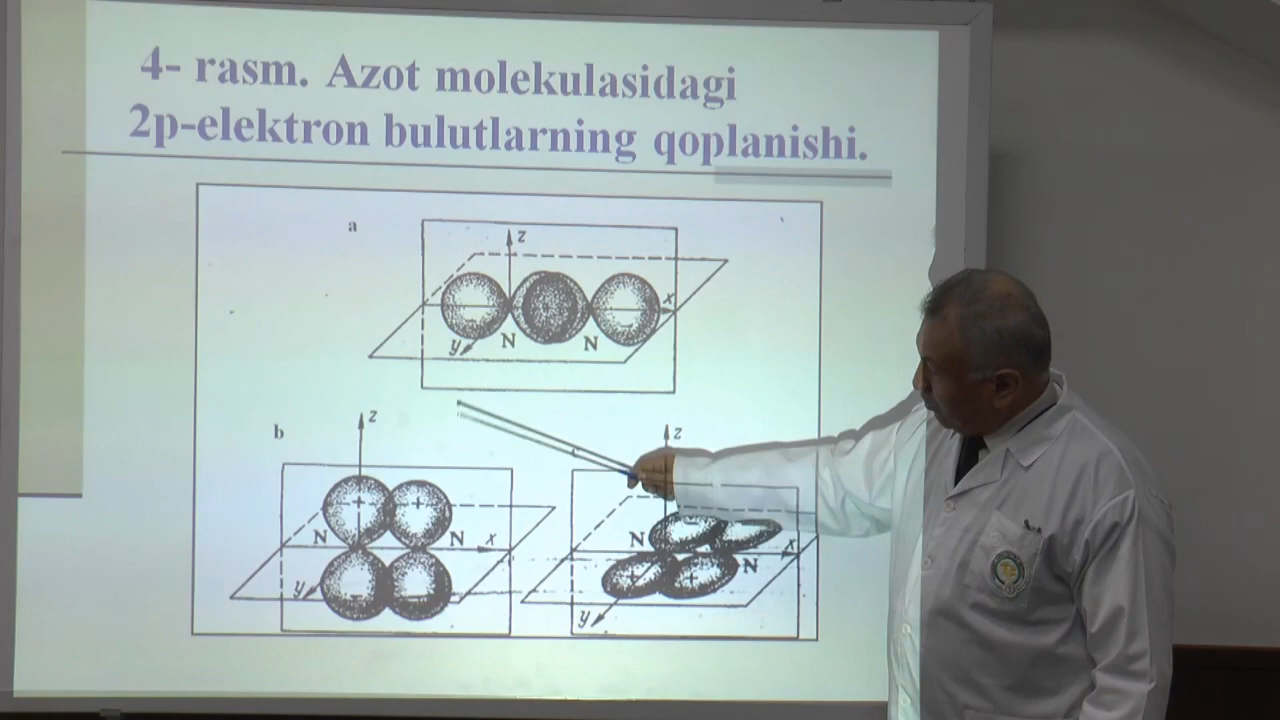 4- rasm. Azot molekulasidagi
2p-elektron bulutlarning qoplanishi.
a
z
x
y N N
b
z
+ +
N N x
y
- -
z
N x
N
+ +
y